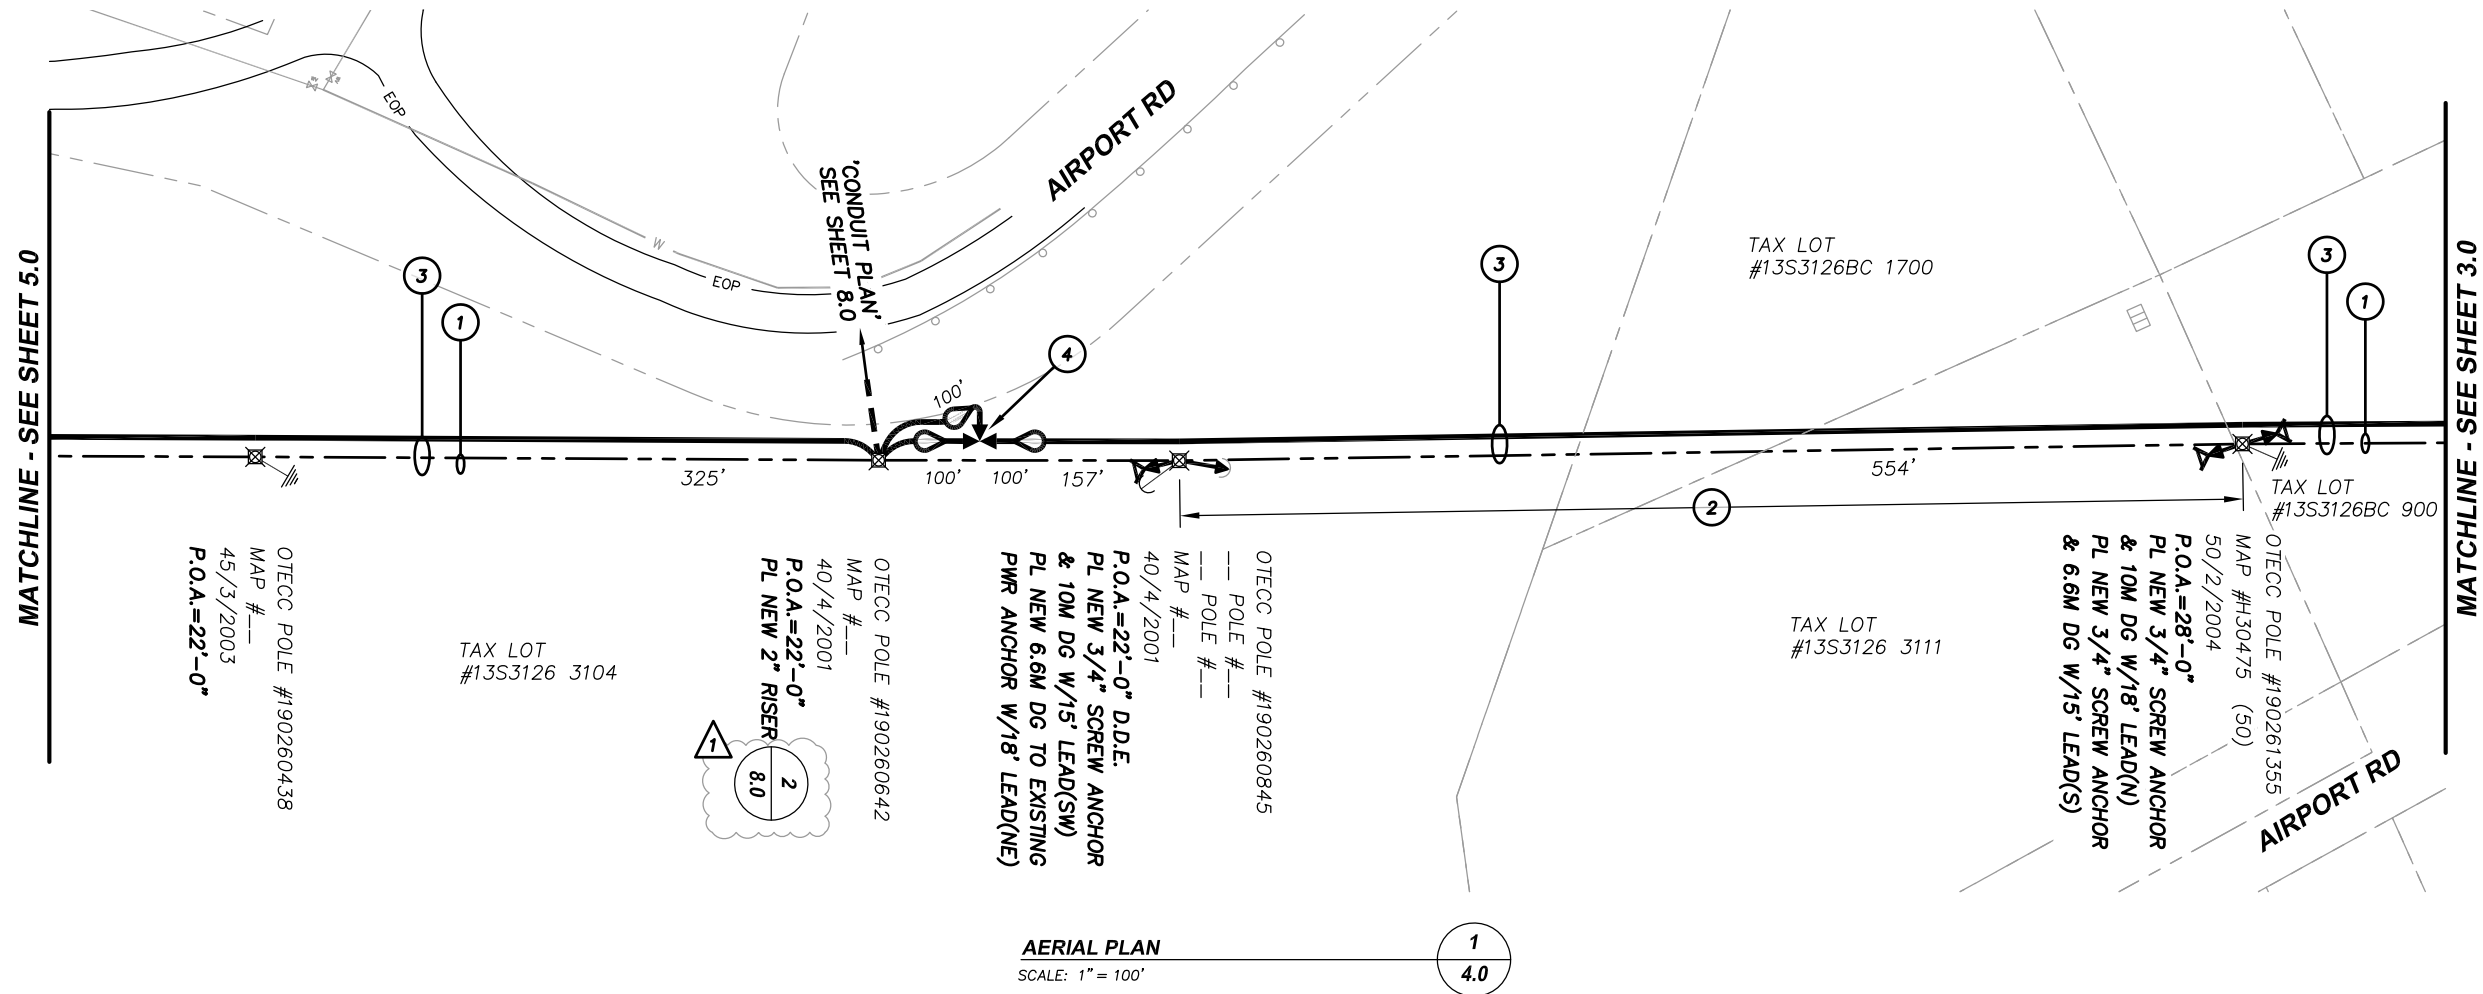 MATCHLINE - SEE SHEET 5.0
EOP
W
EOP
AIRPORT RD
'CONDUIT PLAN'
SEE SHEET 8.0
3
1
4
100'
3
TAX LOT
#13S3126BC 1700
3
1
MATCHLINE - SEE SHEET 3.0
325'
100'
100'
157'
554'
2
TAX LOT
#13S3126BC 900
OTECC POLE #190260438
MAP #__
45/3/2003
P.O.A.=22'-0"
TAX LOT
#13S3126 3104
OTECC POLE #190260642
MAP #__
40/4/2001
P.O.A.=22'-0"
PL NEW 2" RISER
1
2
8.0
OTECC POLE #190260845
__ POLE #__
__ POLE #__
MAP #__
40/4/2001
P.O.A.=22'-0" D.D.E.
PL NEW 3/4" SCREW ANCHOR
& 10M DG W/15' LEAD(SW)
PL NEW 6.6M DG TO EXISTING
PWR ANCHOR W/18' LEAD(NE)
TAX LOT
#13S3126 3111
OTECC POLE #190261355
MAP #H30475 (50)
50/2/2004
P.O.A.=28'-0"
PL NEW 3/4" SCREW ANCHOR
& 10M DG W/18' LEAD(N)
PL NEW 3/4" SCREW ANCHOR
& 6.6M DG W/15' LEAD(S)
AIRPORT RD
AERIAL PLAN
SCALE: 1" = 100'
1
4.0